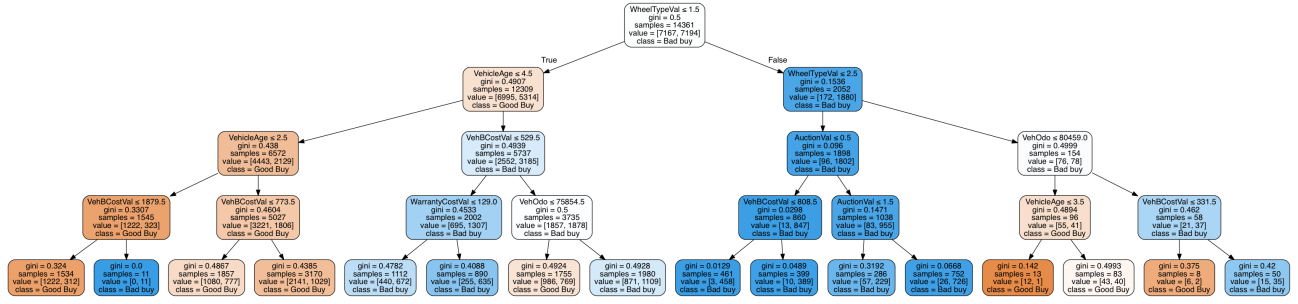 WheelTypeVal ≤ 1.5
gini = 0.5
samples = 14361
value = [7167, 7194]
class = Bad buy
True
False
VehicleAge ≤ 4.5
gini = 0.4907
samples = 12309
value = [6995, 5314]
class = Good Buy
WheelTypeVal ≤ 2.5
gini = 0.1536
samples = 2052
value = [172, 1880]
class = Bad buy
VehicleAge ≤ 2.5
gini = 0.438
samples = 6572
value = [4443, 2129]
class = Good Buy
VehBCostVal ≤ 529.5
gini = 0.4939
samples = 5737
value = [2552, 3185]
class = Bad buy
AuctionVal ≤ 0.5
gini = 0.096
samples = 1898
value = [96, 1802]
class = Bad buy
VehOdo ≤ 80459.0
gini = 0.4999
samples = 154
value = [76, 78]
class = Bad buy
VehBCostVal ≤ 1879.5
gini = 0.3307
samples = 1545
value = [1222, 323]
class = Good Buy
VehBCostVal ≤ 773.5
gini = 0.4604
samples = 5027
value = [3221, 1806]
class = Good Buy
WarrantyCostVal ≤ 129.0
gini = 0.4533
samples = 2002
value = [695, 1307]
class = Bad buy
VehOdo ≤ 75854.5
gini = 0.5
samples = 3735
value = [1857, 1878]
class = Bad buy
VehBCostVal ≤ 808.5
gini = 0.0298
samples = 860
value = [13, 847]
class = Bad buy
AuctionVal ≤ 1.5
gini = 0.1471
samples = 1038
value = [83, 955]
class = Bad buy
VehicleAge ≤ 3.5
gini = 0.4894
samples = 96
value = [55, 41]
class = Good Buy
VehBCostVal ≤ 331.5
gini = 0.462
samples = 58
value = [21, 37]
class = Bad buy
gini = 0.324
samples = 1534
value = [1222, 312]
class = Good Buy
gini = 0.0
samples = 11
value = [0, 11]
class = Bad buy
gini = 0.4867
samples = 1857
value = [1080, 777]
class = Good Buy
gini = 0.4385
samples = 3170
value = [2141, 1029]
class = Good Buy
gini = 0.4782
samples = 1112
value = [440, 672]
class = Bad buy
gini = 0.4088
samples = 890
value = [255, 635]
class = Bad buy
gini = 0.4924
samples = 1755
value = [986, 769]
class = Good Buy
gini = 0.4928
samples = 1980
value = [871, 1109]
class = Bad buy
gini = 0.0129
samples = 461
value = [3, 458]
class = Bad buy
gini = 0.0489
samples = 399
value = [10, 389]
class = Bad buy
gini = 0.3192
samples = 286
value = [57, 229]
class = Bad buy
gini = 0.0668
samples = 752
value = [26, 726]
class = Bad buy
gini = 0.142
samples = 13
value = [12, 1]
class = Good Buy
gini = 0.4993
samples = 83
value = [43, 40]
class = Good Buy
gini = 0.375
samples = 8
value = [6, 2]
class = Good Buy
gini = 0.42
samples = 50
value = [15, 35]
class = Bad buy